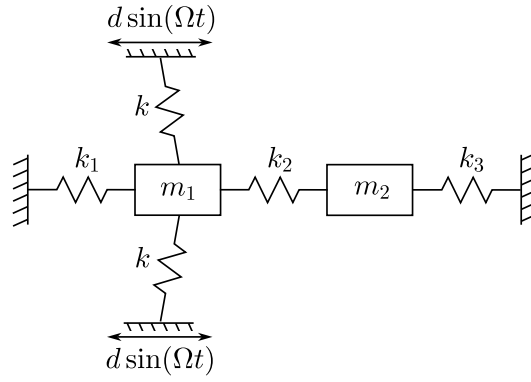 d sin(Ωt)
k
k₁
k₂
k₃
m₁
m₂
k
d sin(Ωt)